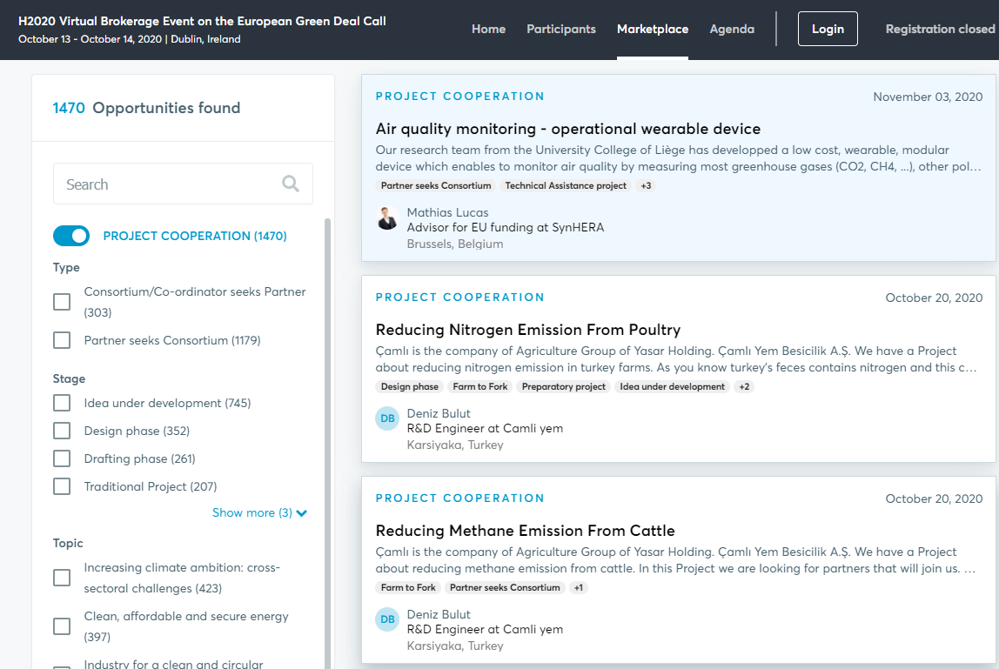 H2020 Virtual Brokerage Event on the European Green Deal Call
October 13 - October 14, 2020 | Dublin, Ireland
Home Participants Marketplace Agenda Login Registration closed
1470 Opportunities found
Search
PROJECT COOPERATION (1470)
Type
Consortium/Co-ordinator seeks Partner
(303)
Partner seeks Consortium (1179)
Stage
Idea under development (745)
Design phase (352)
Drafting phase (261)
Traditional Project (207)
Show more (3)
Topic
Increasing climate ambition: cross-
sectoral challenges (423)
Clean, affordable and secure energy
(397)
Industry for a clean and circular
PROJECT COOPERATION November 03, 2020
Air quality monitoring - operational wearable device
Our research team from the University College of Liège has developped a low cost, wearable, modular
device which enables to monitor air quality by measuring most greenhouse gases (CO2, CH4, ...), other pol...
Partner seeks Consortium Technical Assistance project +3
Mathias Lucas
Advisor for EU funding at SynHERA
Brussels, Belgium
PROJECT COOPERATION October 20, 2020
Reducing Nitrogen Emission From Poultry
Çamlı is the company of Agriculture Group of Yasar Holding. Çamlı Yem Besicilik A.Ş. We have a Project
about reducing nitrogen emission in turkey farms. As you know turkey's feces contains nitrogen and this c...
Design phase Farm to Fork Preparatory project Idea under development +2
DB Deniz Bulut
R&D Engineer at Camli yem
Karsiyaka, Turkey
PROJECT COOPERATION October 20, 2020
Reducing Methane Emission From Cattle
Çamlı is the company of Agriculture Group of Yasar Holding. Çamlı Yem Besicilik A.Ş. We have a Project
about reducing methane emission from cattle. In this Project we are looking for partners that will join us. ...
Farm to Fork Partner seeks Consortium +1
DB Deniz Bulut
R&D Engineer at Camli yem
Karsiyaka, Turkey